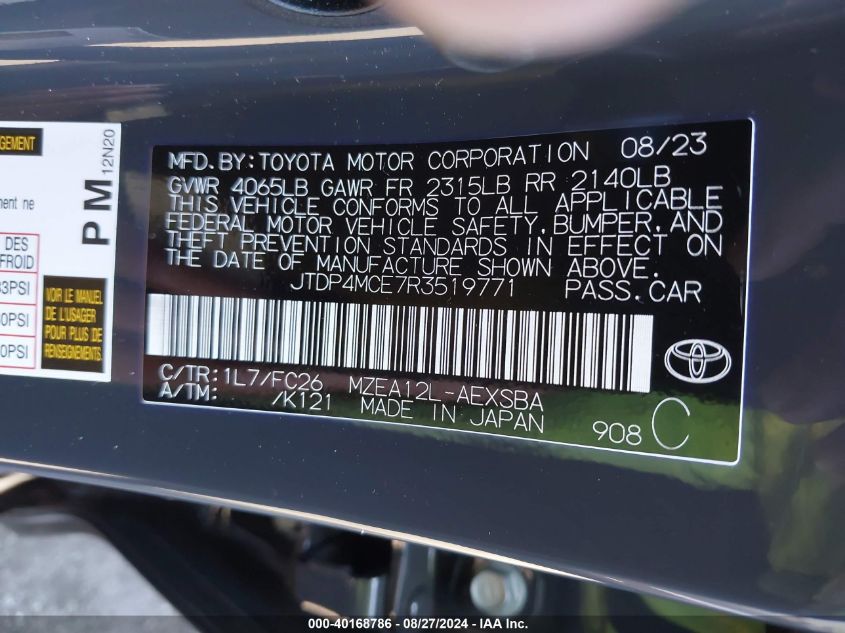 GEMENT
ment ne
DES
FROID
33PSI
0PSI
0PSI
PM
12N20
VOIR LE MANUEL
DE L'USAGER
POUR PLUS DE
RENSEIGNEMENTS.
MFD.BY:TOYOTA MOTOR CORPORATION 08/23
GVWR 4065LB GAWR FR 2315LB RR 2140LB
THIS VEHICLE CONFORMS TO ALL APPLICABLE
FEDERAL MOTOR VEHICLE SAFETY,BUMPER,AND
THEFT PREVENTION STANDARDS IN EFFECT ON
THE DATE OF MANUFACTURE SHOWN ABOVE.
JTDP4MCE7R3519771 PASS.CAR
C/TR:1L7/FC26 MZEA12L-AEXSBA
A/TM: /K121 MADE IN JAPAN
908 C
000-40168786 - 08/27/2024 - IAA Inc.